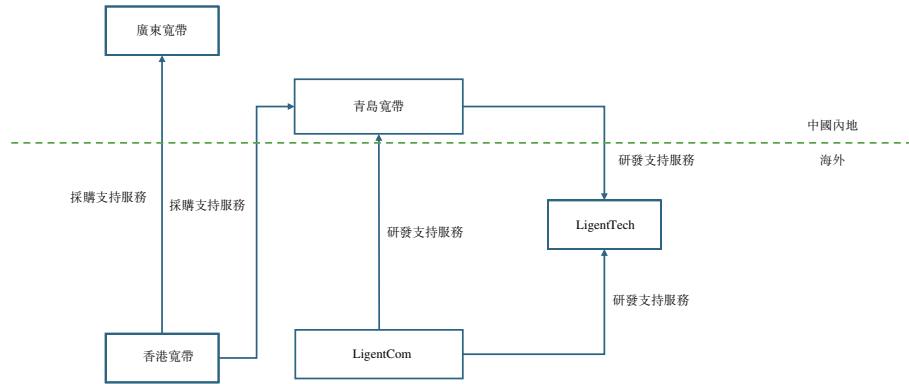 廣東寬帶
青島寬帶
中國內地
海外
研發支持服務
採購支持服務
採購支持服務
研發支持服務
LigentTech
研發支持服務
香港寬帶
LigentCom